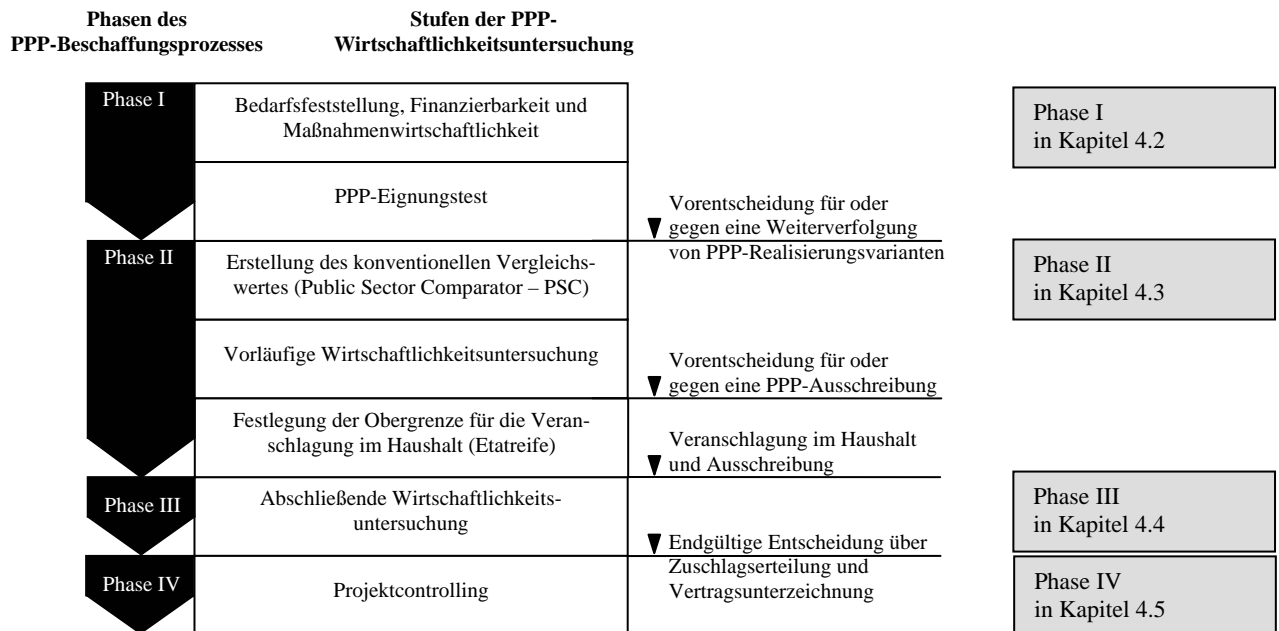 Phasen des
PPP-Beschaffungsprozesses
Stufen der PPP-
Wirtschaftlichkeitsuntersuchung
Phase I
Bedarfsfeststellung, Finanzierbarkeit und
Maßnahmenwirtschaftlichkeit
Phase I
in Kapitel 4.2
PPP-Eignungstest
Vorentscheidung für oder
gegen eine Weiterverfolgung
von PPP-Realisierungsvarianten
Phase II
Erstellung des konventionellen Vergleichs-
wertes (Public Sector Comparator – PSC)
Phase II
in Kapitel 4.3
Vorläufige Wirtschaftlichkeitsuntersuchung
Vorentscheidung für oder
gegen eine PPP-Ausschreibung
Festlegung der Obergrenze für die Veran-
schlagung im Haushalt (Etatreife)
Veranschlagung im Haushalt
und Ausschreibung
Phase III
Abschließende Wirtschaftlichkeits-
untersuchung
Phase III
in Kapitel 4.4
Endgültige Entscheidung über
Zuschlagserteilung und
Vertragsunterzeichnung
Phase IV
Projektcontrolling
Phase IV
in Kapitel 4.5